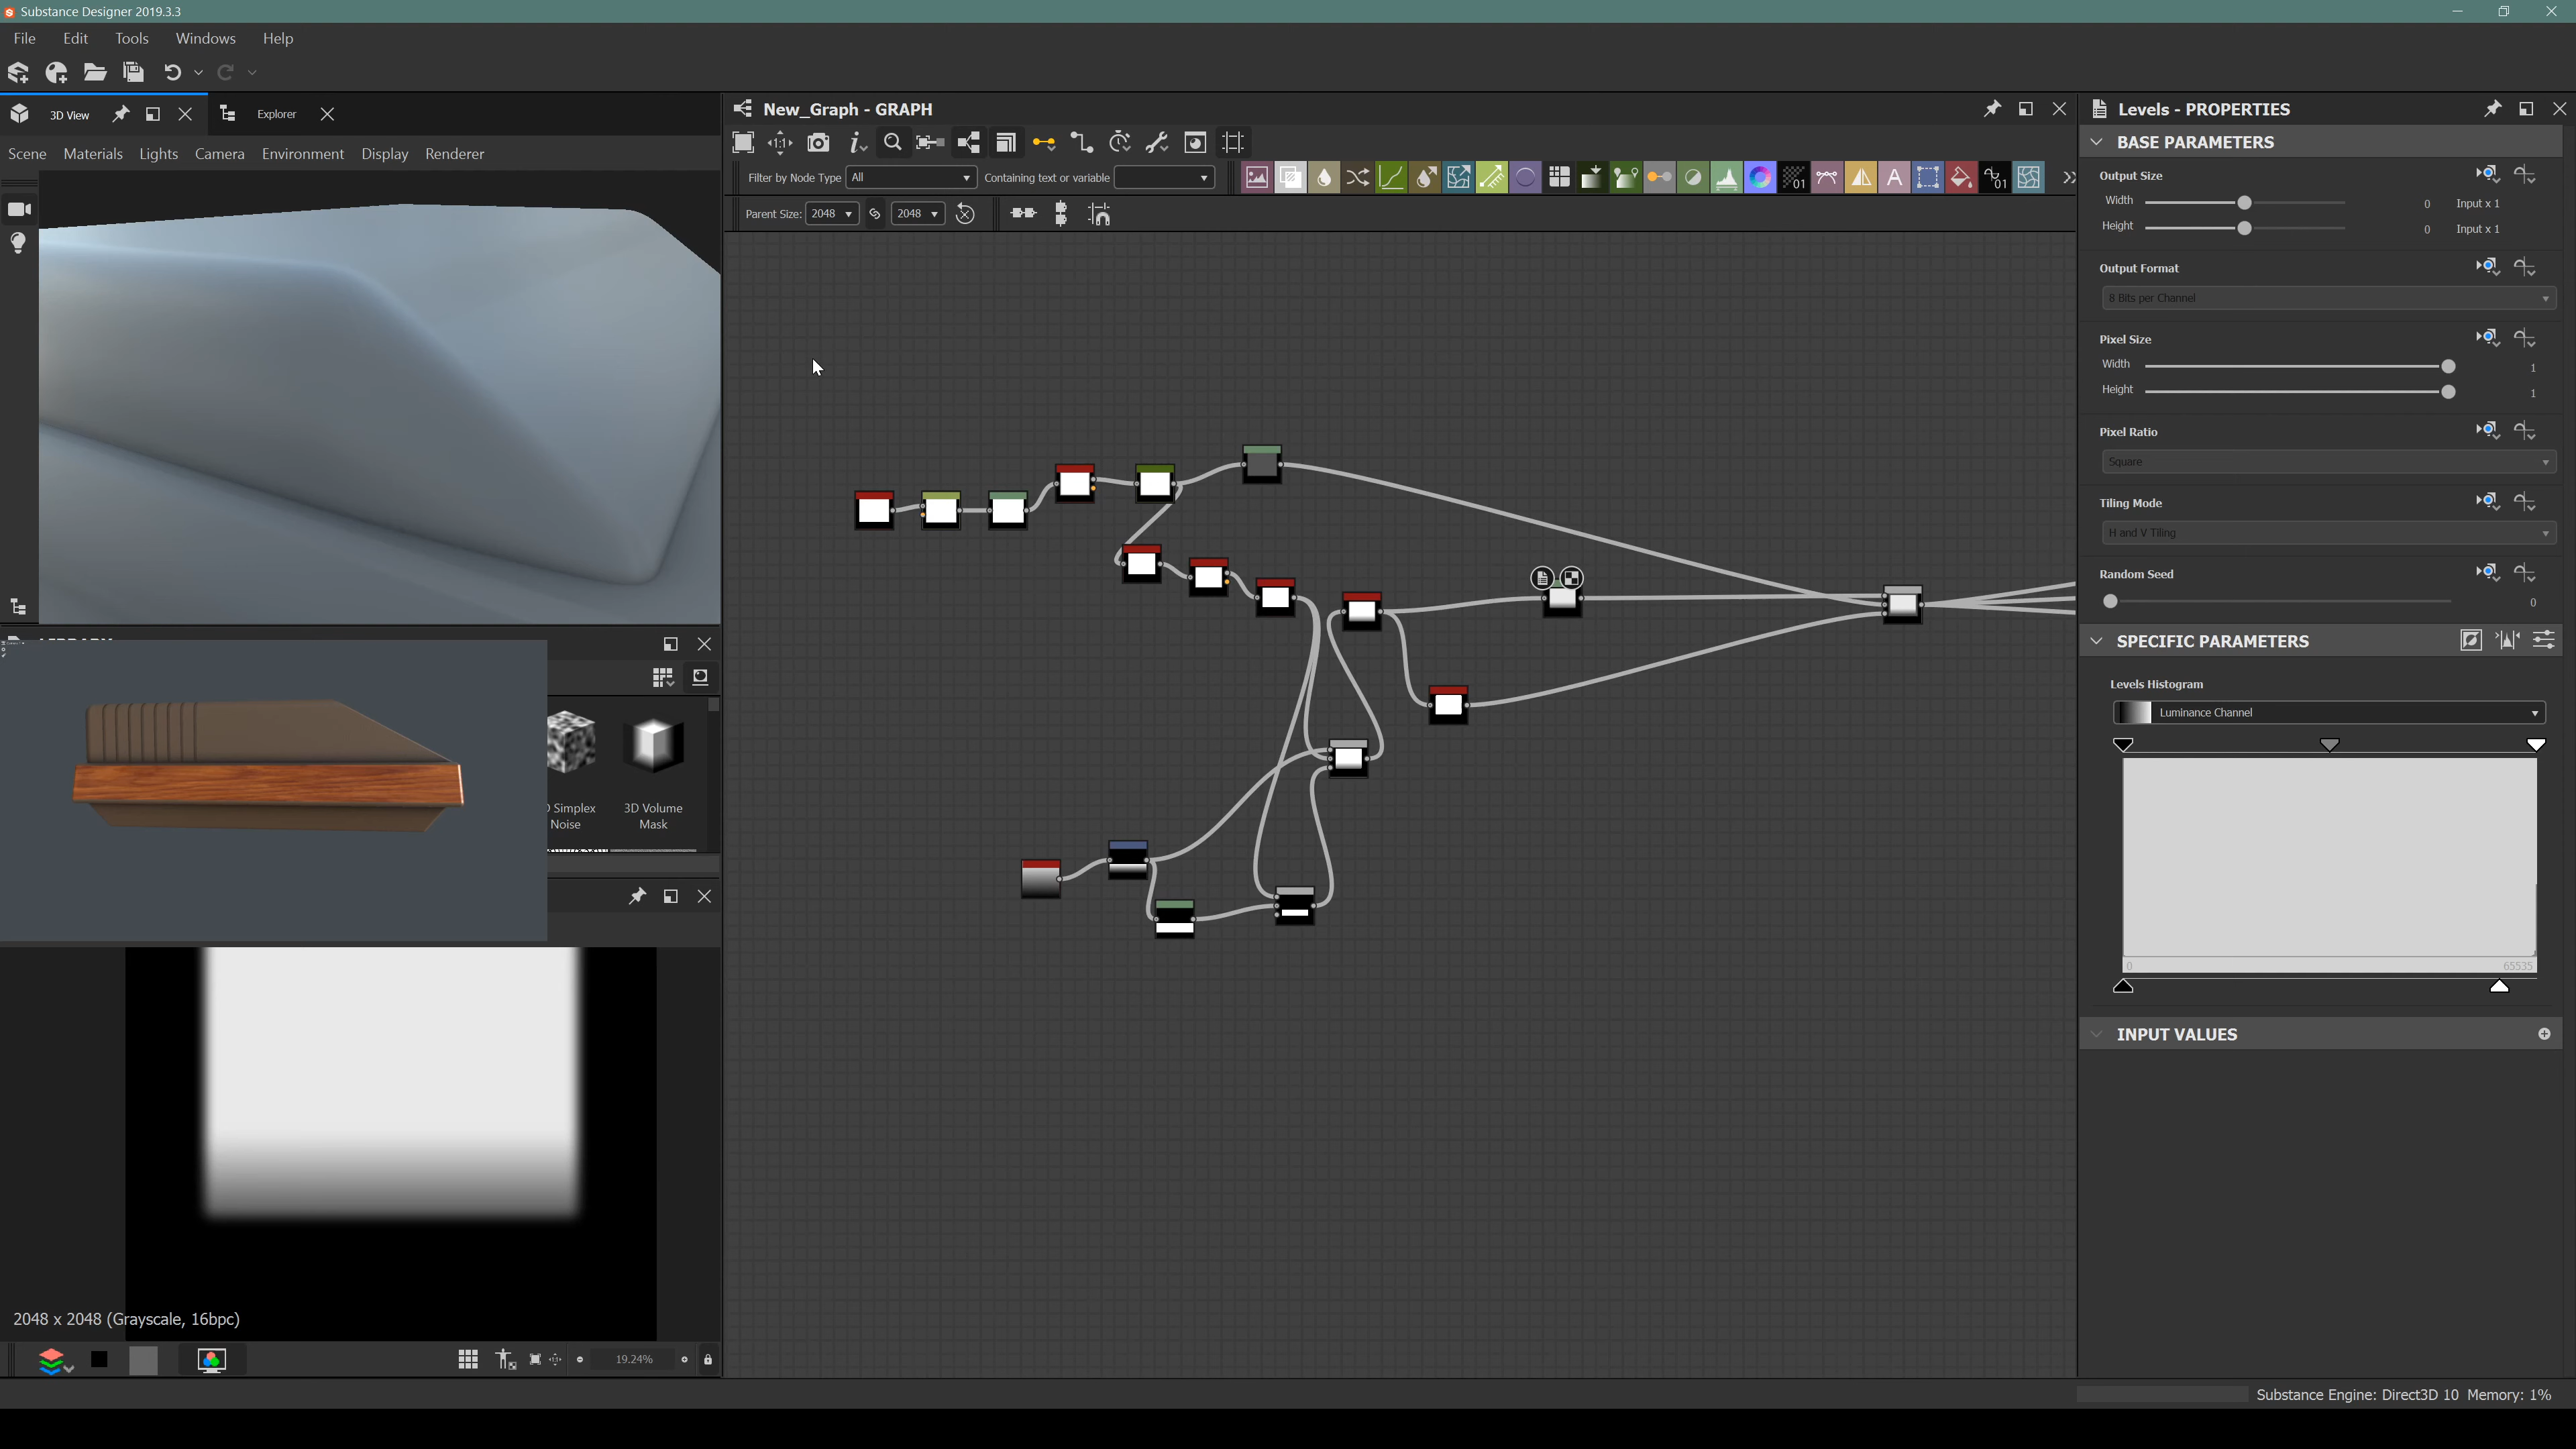 Substance Designer 2019.3.3
File Edit Tools Windows Help
3D View Explorer
Scene Materials Lights Camera Environment Display Renderer
New_Graph - GRAPH
1:1
Filter by Node Type All Containing text or variable
01 A 01
Parent Size: 2048 2048
Levels - PROPERTIES
BASE PARAMETERS
Output Size
Width 0 Input x 1
Height 0 Input x 1
Output Format
8 Bits per Channel
Pixel Size
Width 1
Height 1
Pixel Ratio
Square
Tiling Mode
H and V Tiling
Random Seed
0
SPECIFIC PARAMETERS
Levels Histogram
Luminance Channel
0 65535
INPUT VALUES
Simplex
Noise
3D Volume
Mask
2048 x 2048 (Grayscale, 16bpc)
19.24%
Substance Engine: Direct3D 10 Memory: 1%